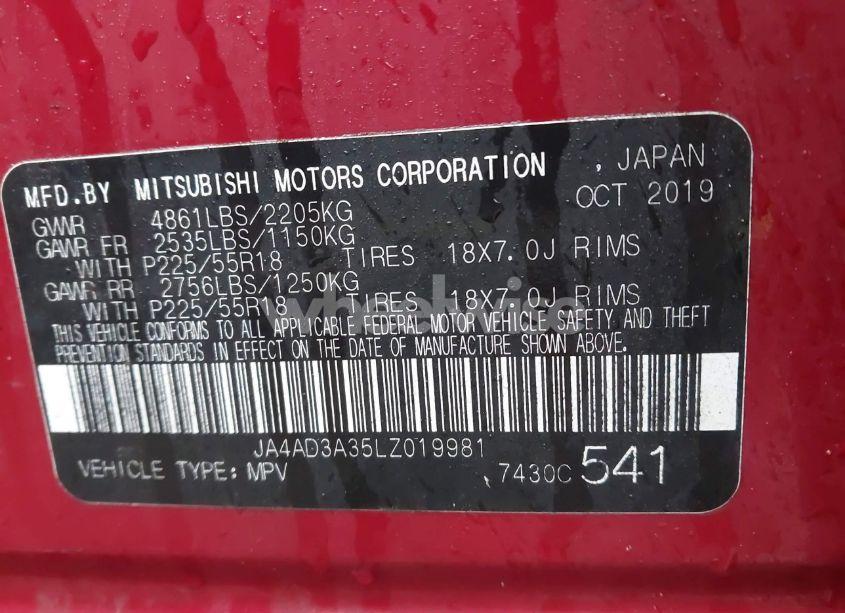 MFD.BY MITSUBISHI MOTORS CORPORATION , JAPAN
OCT 2019
GVWR 4861LBS/2205KG
GAWR FR 2535LBS/1150KG
WITH P225/55R18 TIRES 18X7.0J RIMS
GAWR RR 2756LBS/1250KG
WITH P225/55R18 TIRES 18X7.0J RIMS
THIS VEHICLE CONFORMS TO ALL APPLICABLE FEDERAL MOTOR VEHICLE SAFETY AND THEFT
PREVENTION STANDARDS IN EFFECT ON THE DATE OF MANUFACTURE SHOWN ABOVE.
JA4AD3A35LZ019981
VEHICLE TYPE: MPV 7430C 541